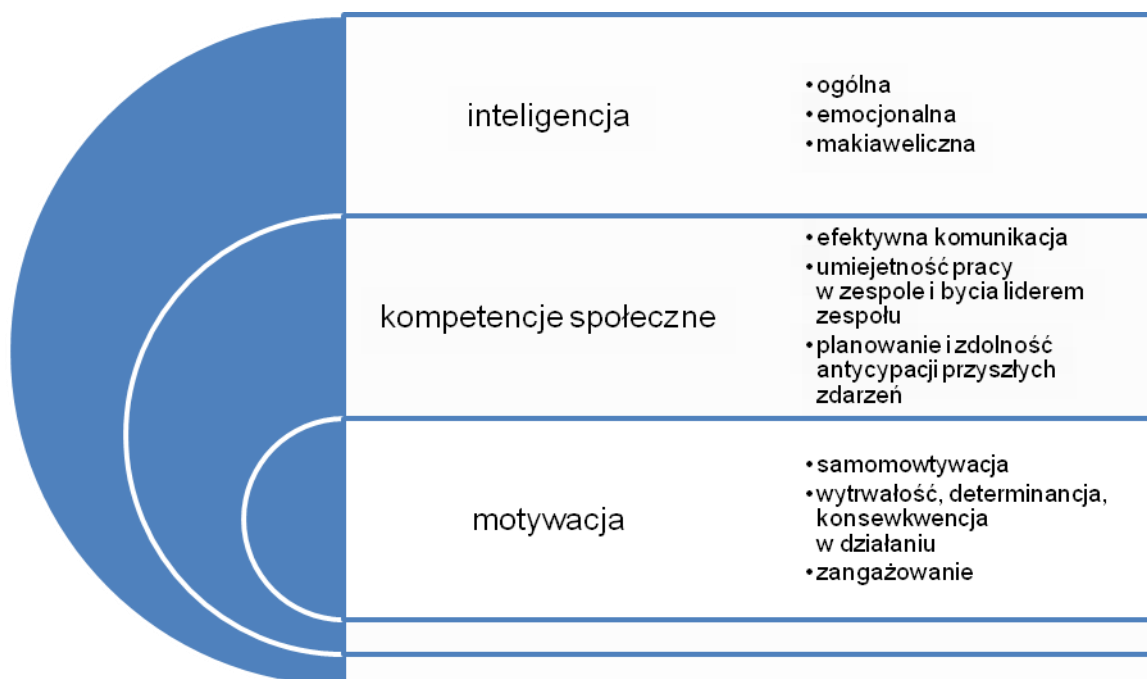 inteligencja
•ogólna
•emocjonalna
•makiaweliczna
kompetencje społeczne
•efektywna komunikacja
•umiejetność pracy
w zespole i bycia liderem
zespołu
•planowanie i zdolność
antycypacji przyszłych
zdarzeń
motywacja
•samomowtywacja
•wytrwałość, determinancja,
konsewkwencja
w działaniu
•zangażowanie